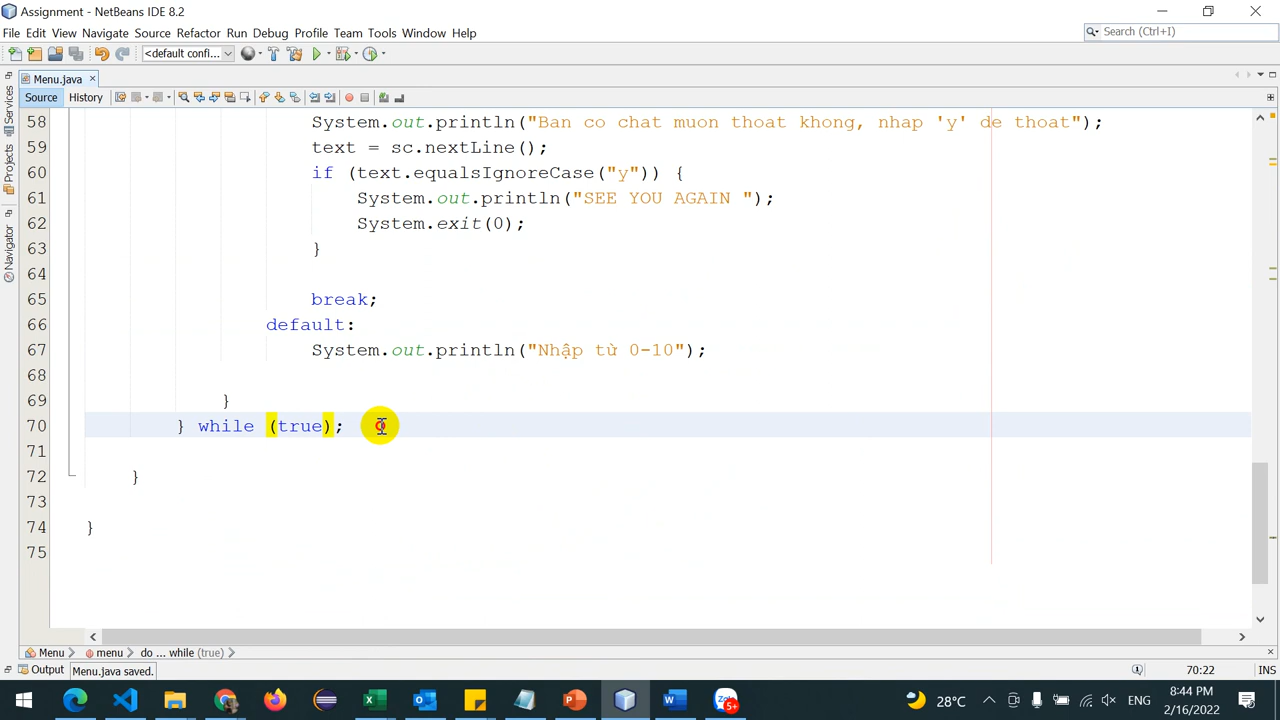 Assignment - NetBeans IDE 8.2
File Edit View Navigate Source Refactor Run Debug Profile Team Tools Window Help
Search (Ctrl+I)
<default confi...
Menu.java
Source History
Services
Projects
Navigator
58 System.out.println("Ban co chat muon thoat khong, nhap 'y' de thoat");
59 text = sc.nextLine();
60 if (text.equalsIgnoreCase("y")) {
61 System.out.println("SEE YOU AGAIN ");
62 System.exit(0);
63 }
64
65 break;
66 default:
67 System.out.println("Nhập từ 0-10");
68
69 }
70 } while (true);
71
72 }
73
74 }
75
Menu menu do ... while (true)
Output Menu.java saved. 70:22 INS
28°C ENG 8:44 PM
2/16/2022
Zalo
5+